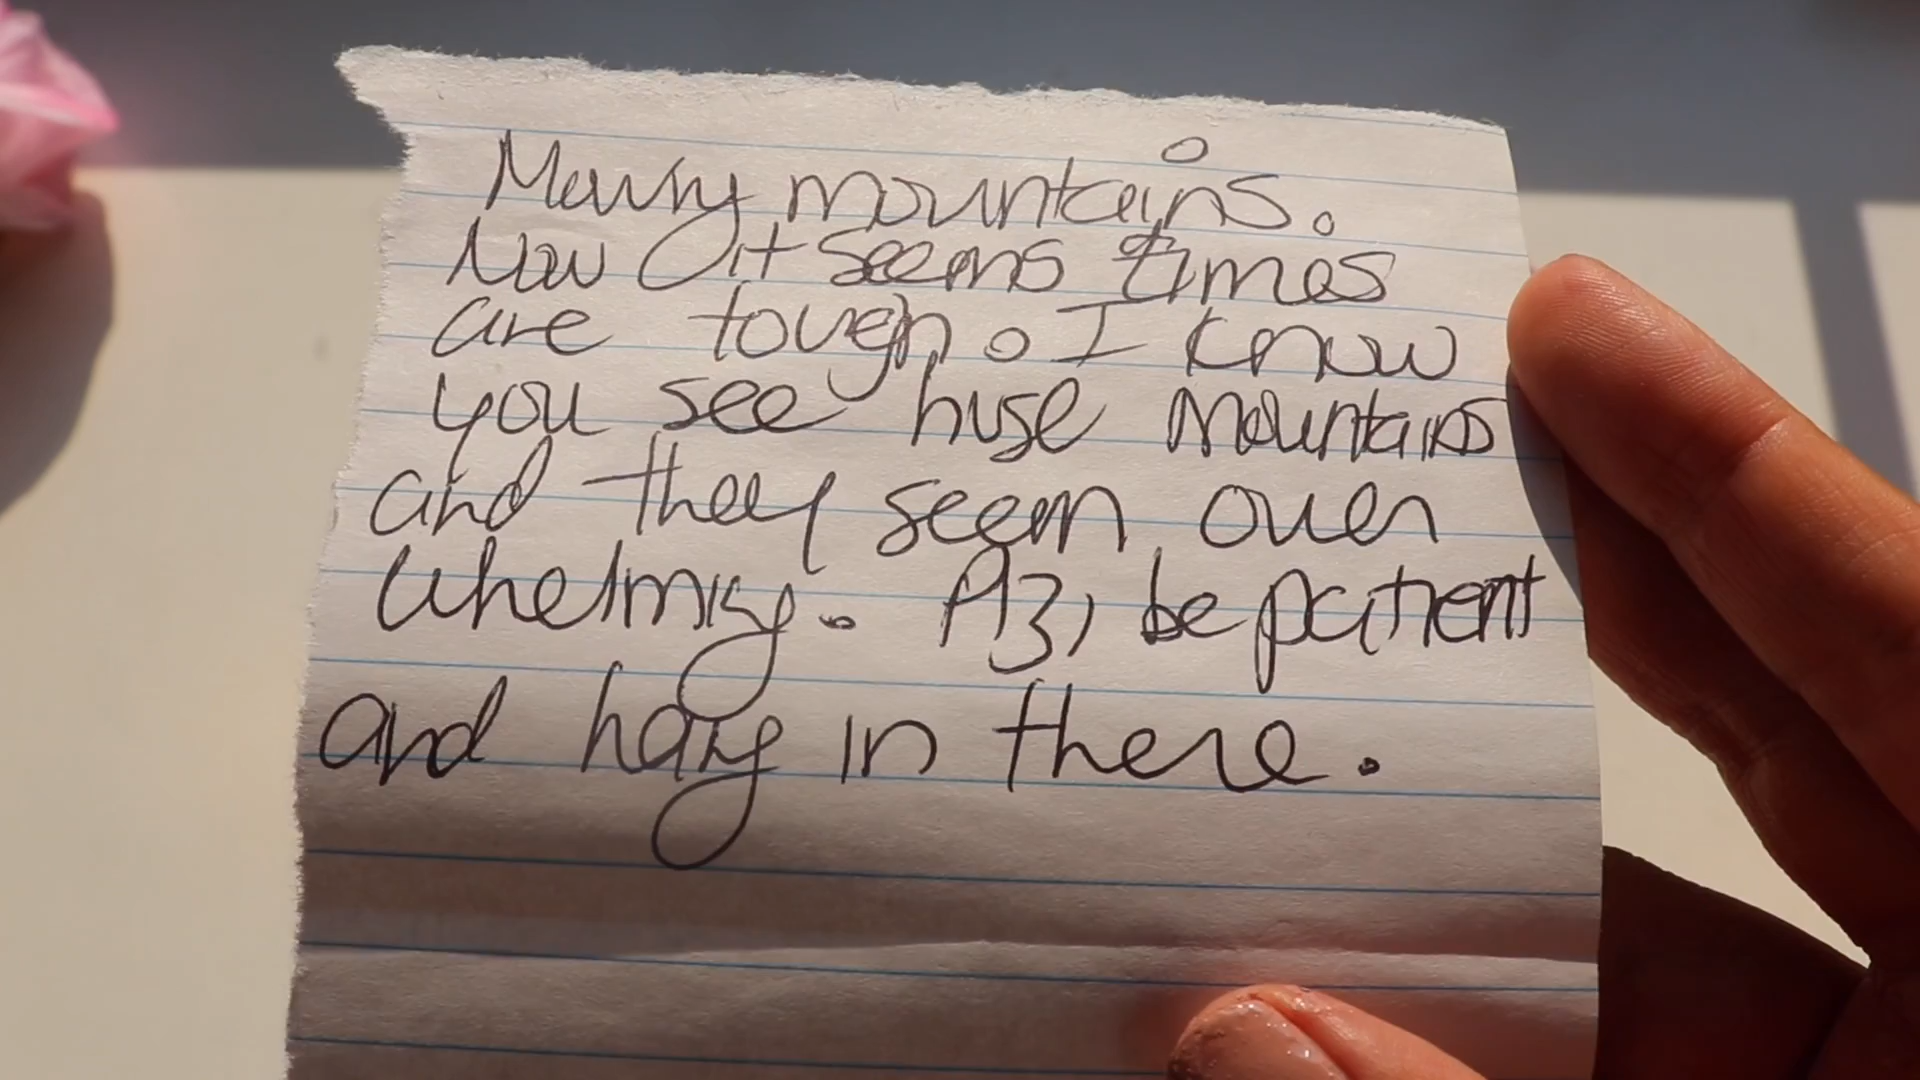 Many mountains.
Now it seems times
are tough. I know
you see huge mountains
and they seem over
whelming. Plz, be patient
and hang in there.